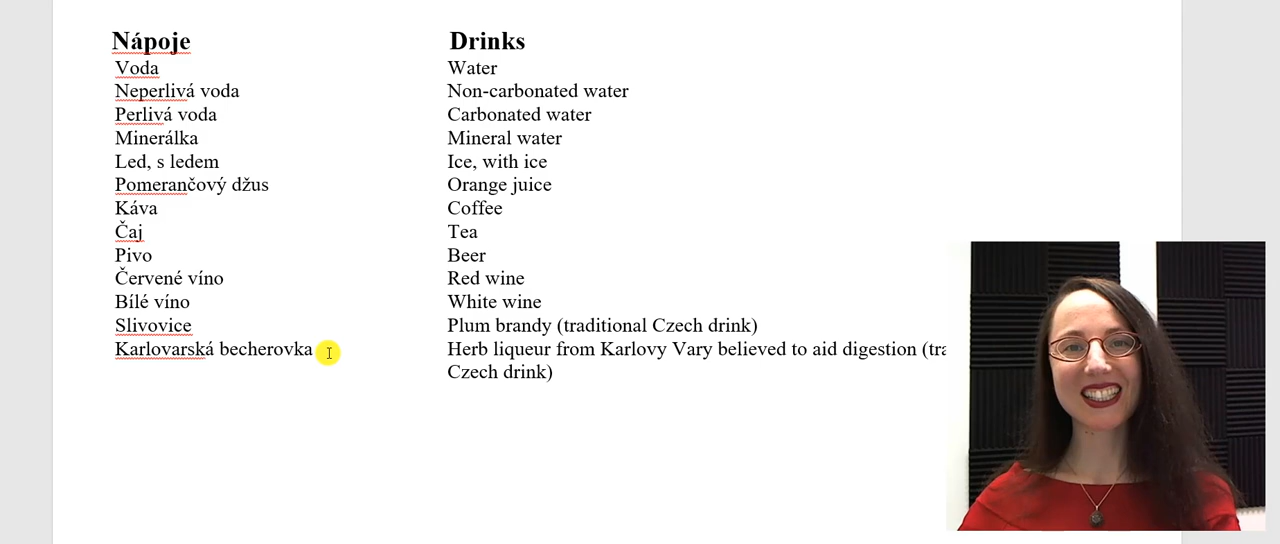 Nápoje Drinks
Voda Water
Neperlivá voda Non-carbonated water
Perlivá voda Carbonated water
Minerálka Mineral water
Led, s ledem Ice, with ice
Pomerančový džus Orange juice
Káva Coffee
Čaj Tea
Pivo Beer
Červené víno Red wine
Bílé víno White wine
Slivovice Plum brandy (traditional Czech drink)
Karlovarská becherovka Herb liqueur from Karlovy Vary believed to aid digestion
Czech drink)